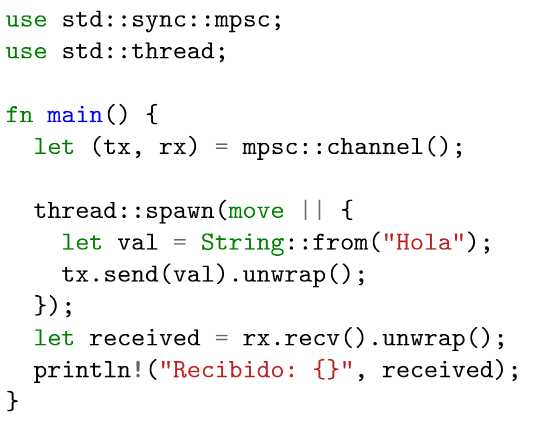 use std::sync::mpsc;
use std::thread;

fn main() {
  let (tx, rx) = mpsc::channel();

  thread::spawn(move || {
    let val = String::from("Hola");
    tx.send(val).unwrap();
  });
  let received = rx.recv().unwrap();
  println!("Recibido: {}", received);
}